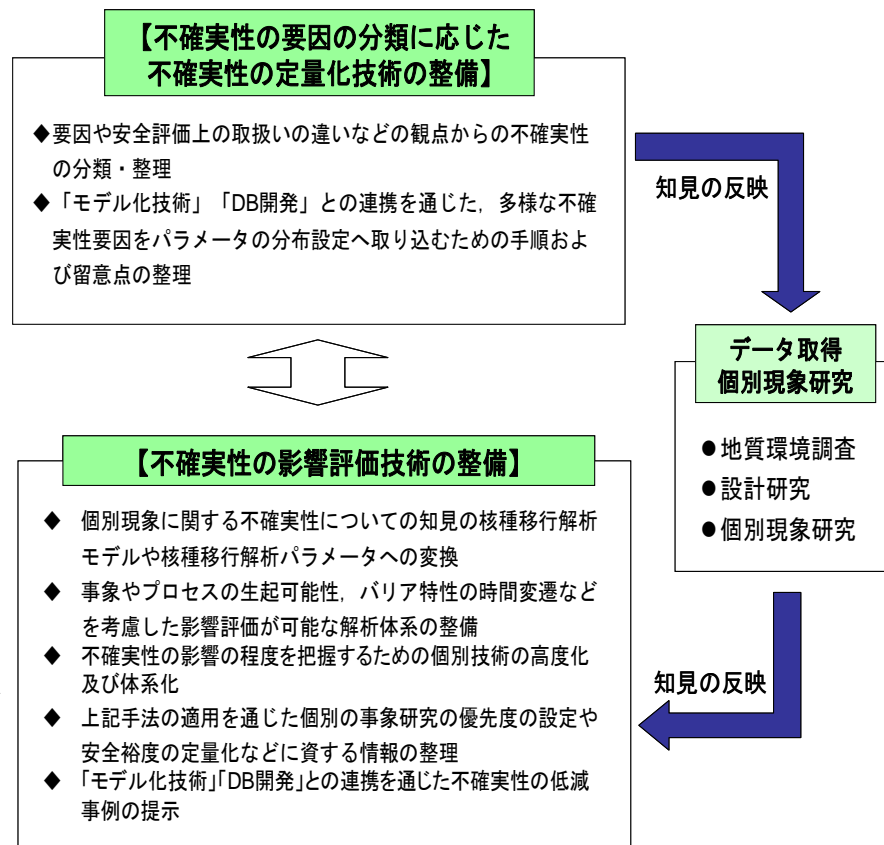 【不確実性の要因の分類に応じた
不確実性の定量化技術の整備】
◆要因や安全評価上の取扱いの違いなどの観点からの不確実性
の分類・整理
◆「モデル化技術」「DB開発」との連携を通じた，多様な不確
実性要因をパラメータの分布設定へ取り込むための手順およ
び留意点の整理
知見の反映
データ取得
個別現象研究
●地質環境調査
●設計研究
●個別現象研究
知見の反映
【不確実性の影響評価技術の整備】
◆ 個別現象に関する不確実性についての知見の核種移行解析
モデルや核種移行解析パラメータへの変換
◆ 事象やプロセスの生起可能性，バリア特性の時間変遷など
を考慮した影響評価が可能な解析体系の整備
◆ 不確実性の影響の程度を把握するための個別技術の高度化
及び体系化
◆ 上記手法の適用を通じた個別の事象研究の優先度の設定や
安全裕度の定量化などに資する情報の整理
◆ 「モデル化技術」「DB開発」との連携を通じた不確実性の低減
事例の提示